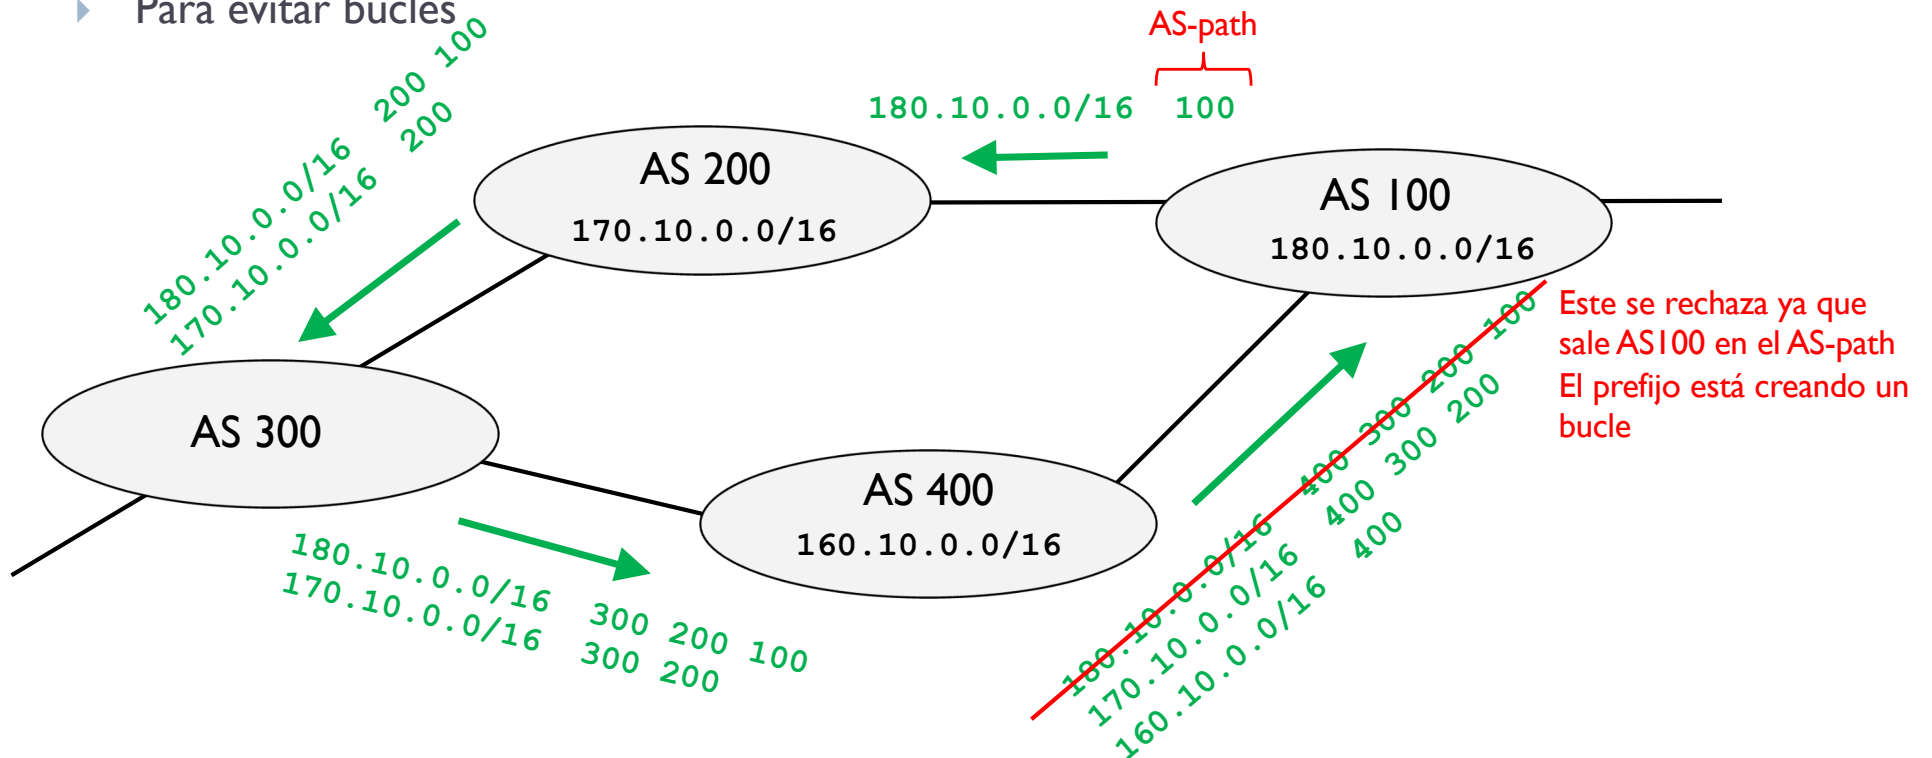 Para evitar bucles
AS-path
180.10.0.0/16 100
180.10.0.0/16 200 100
170.10.0.0/16 200
AS 200
170.10.0.0/16
AS 100
180.10.0.0/16
Este se rechaza ya que
sale AS100 en el AS-path
El prefijo está creando un
bucle
AS 300
AS 400
160.10.0.0/16
180.10.0.0/16 300 200 100
170.10.0.0/16 300 200
180.10.0.0/16 400 300 200 100
170.10.0.0/16 400 300 200
160.10.0.0/16 400